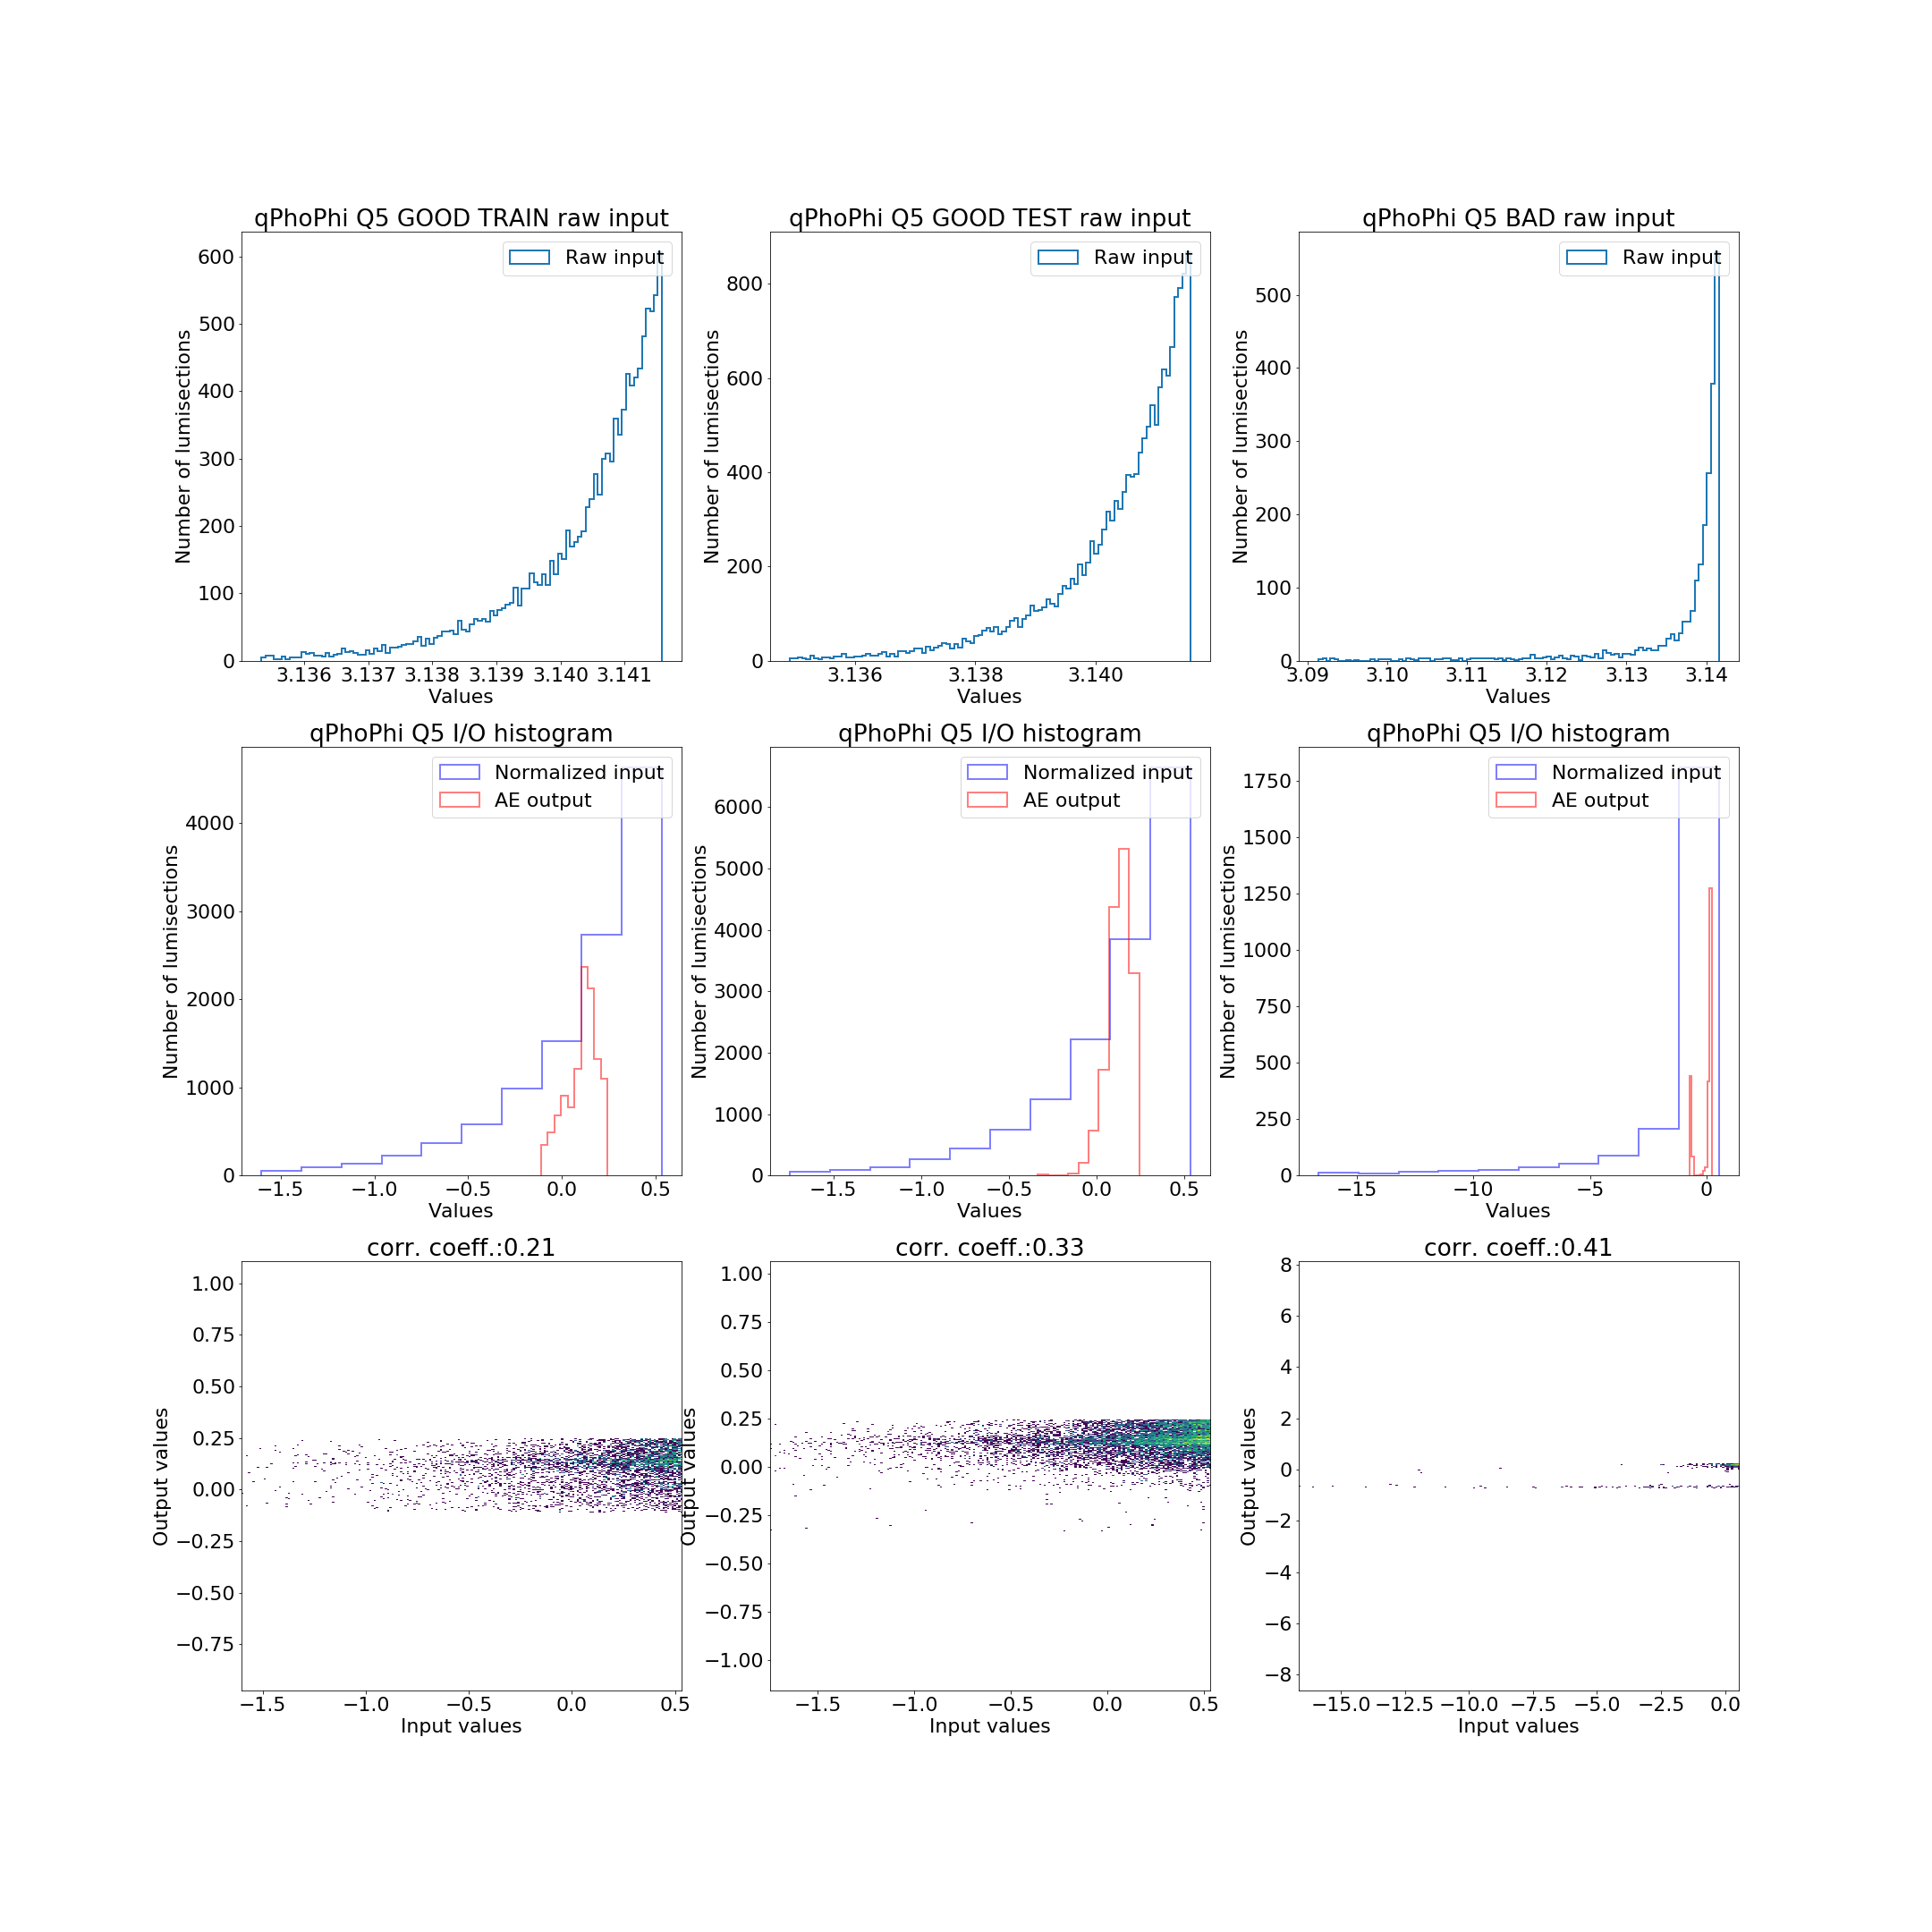 qPhoPhi Q5 GOOD TRAIN raw input
Raw input
Number of lumisections
0
100
200
300
400
500
600
3.136 3.137 3.138 3.139 3.140 3.141
Values
qPhoPhi Q5 GOOD TEST raw input
Raw input
Number of lumisections
0
200
400
600
800
3.136 3.138 3.140
Values
qPhoPhi Q5 BAD raw input
Raw input
Number of lumisections
0
100
200
300
400
500
3.09 3.10 3.11 3.12 3.13 3.14
Values
qPhoPhi Q5 I/O histogram
Normalized input
AE output
Number of lumisections
0
1000
2000
3000
4000
−1.5 −1.0 −0.5 0.0 0.5
Values
qPhoPhi Q5 I/O histogram
Normalized input
AE output
Number of lumisections
0
1000
2000
3000
4000
5000
6000
−1.5 −1.0 −0.5 0.0 0.5
Values
qPhoPhi Q5 I/O histogram
Normalized input
AE output
Number of lumisections
0
250
500
750
1000
1250
1500
1750
−15 −10 −5 0
Values
corr. coeff.:0.21
Output values
1.00
0.75
0.50
0.25
0.00
−0.25
−0.50
−0.75
−1.5 −1.0 −0.5 0.0 0.5
Input values
corr. coeff.:0.33
Output values
1.00
0.75
0.50
0.25
0.00
−0.25
−0.50
−0.75
−1.00
−1.5 −1.0 −0.5 0.0 0.5
Input values
corr. coeff.:0.41
Output values
8
6
4
2
0
−2
−4
−6
−8
−15.0 −12.5 −10.0 −7.5 −5.0 −2.5 0.0
Input values